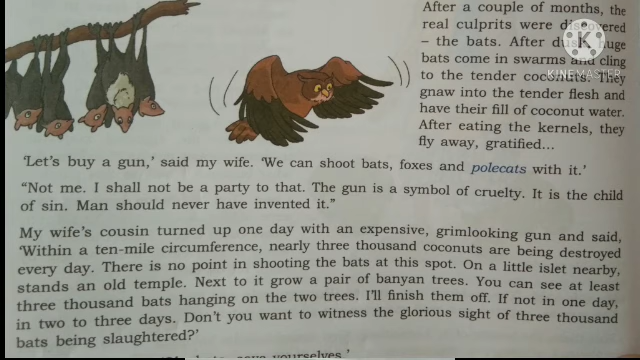 After a couple of months, the
real culprits were discovered
– the bats. After dusk, huge
bats come in swarms and cling
to the tender coconuts. They
gnaw into the tender flesh and
have their fill of coconut water.
After eating the kernels, they
fly away, gratified...
KINEMASTER
'Let's buy a gun,' said my wife. 'We can shoot bats, foxes and polecats with it.'
"Not me. I shall not be a party to that. The gun is a symbol of cruelty. It is the child
of sin. Man should never have invented it."
My wife's cousin turned up one day with an expensive, grimlooking gun and said,
'Within a ten-mile circumference, nearly three thousand coconuts are being destroyed
every day. There is no point in shooting the bats at this spot. On a little islet nearby,
stands an old temple. Next to it grow a pair of banyan trees. You can see at least
three thousand bats hanging on the two trees. I'll finish them off. If not in one day,
in two to three days. Don't you want to witness the glorious sight of three thousand
bats being slaughtered?'
yourselves.'